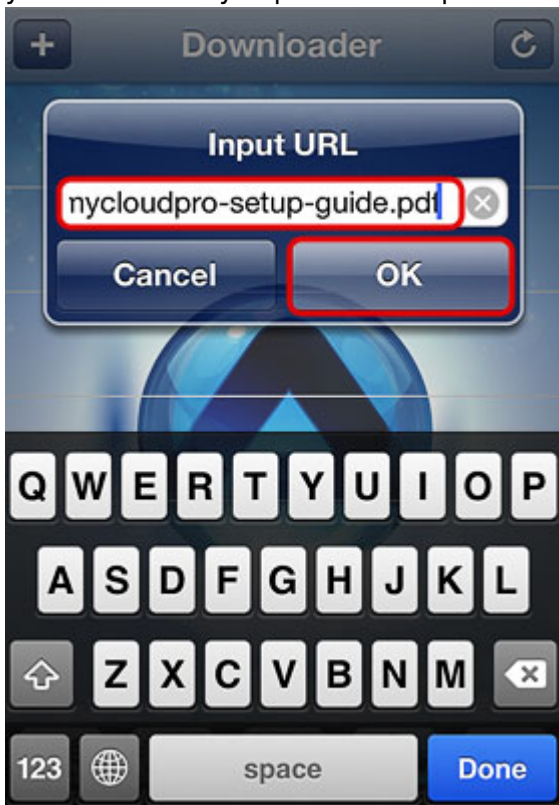 Downloader
Input URL
nycloudpro-setup-guide.pdf
Cancel OK
Q W E R T Y U I O P
A S D F G H J K L
Z X C V B N M
123 space Done